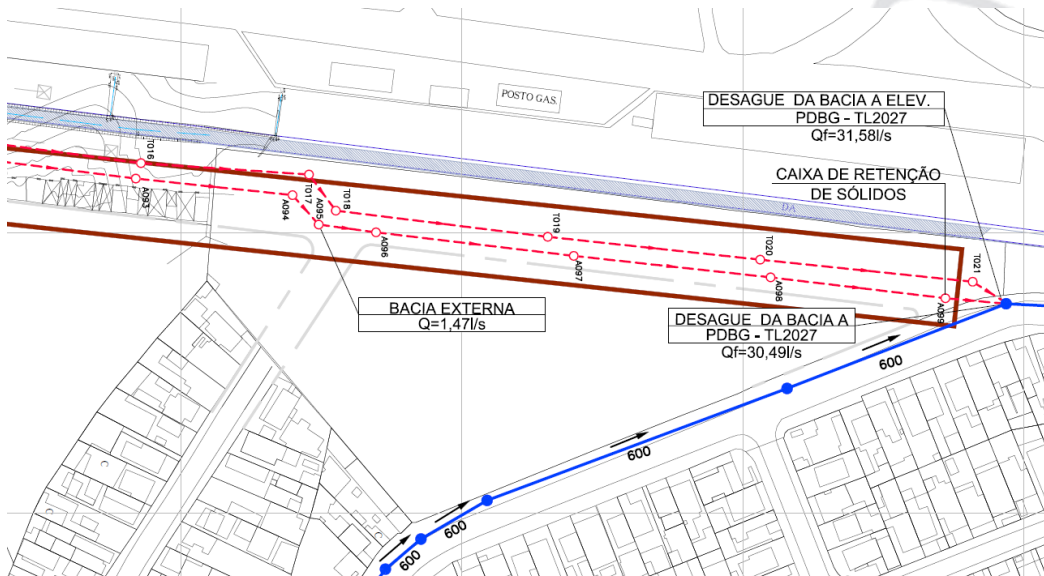 POSTO GAS.
DESAGUE DA BACIA A ELEV.
PDBG - TL2027
Qf=31,58l/s
CAIXA DE RETENÇÃO
DE SÓLIDOS
DA
T016
A093
T017
A094
A095
T018
A096
T019
A097
T020
A098
T021
A099
BACIA EXTERNA
Q=1,47l/s
DESAGUE DA BACIA A
PDBG - TL2027
Qf=30,49l/s
600
600
600
600